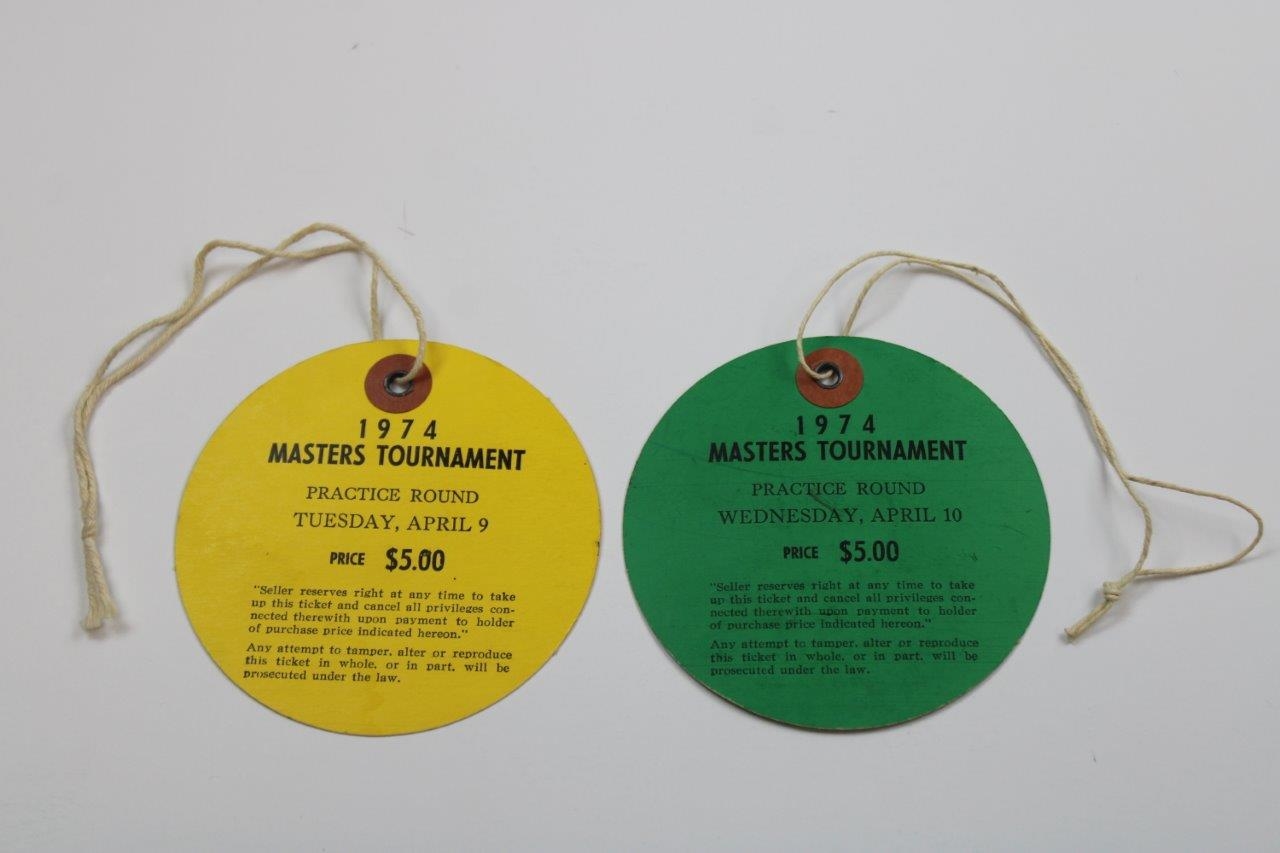 1974
MASTERS TOURNAMENT
PRACTICE ROUND
TUESDAY, APRIL 9
PRICE $5.00
"Seller reserves right at any time to take
up this ticket and cancel all privileges con-
nected therewith upon payment to holder
of purchase price indicated hereon."
Any attempt to tamper, alter or reproduce
this ticket in whole, or in part, will be
prosecuted under the law.
1974
MASTERS TOURNAMENT
PRACTICE ROUND
WEDNESDAY, APRIL 10
PRICE $5.00
"Seller reserves right at any time to take
up this ticket and cancel all privileges con-
nected therewith upon payment to holder
of purchase price indicated hereon."
Any attempt to tamper, alter or reproduce
this ticket in whole, or in part, will be
prosecuted under the law.